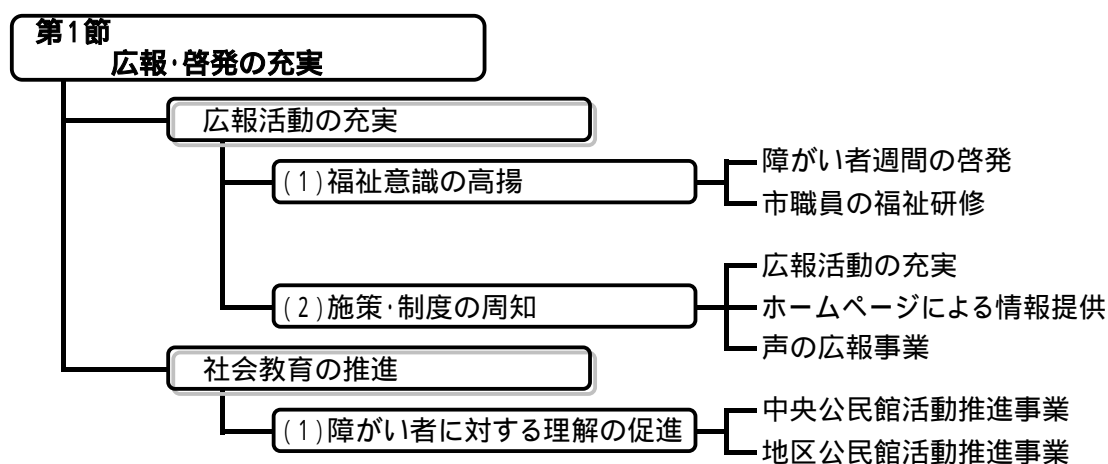 第1節
広報・啓発の充実
広報活動の充実
(1)福祉意識の高揚
障がい者週間の啓発
市職員の福祉研修
(2)施策・制度の周知
広報活動の充実
ホームページによる情報提供
声の広報事業
社会教育の推進
(1)障がい者に対する理解の促進
中央公民館活動推進事業
地区公民館活動推進事業